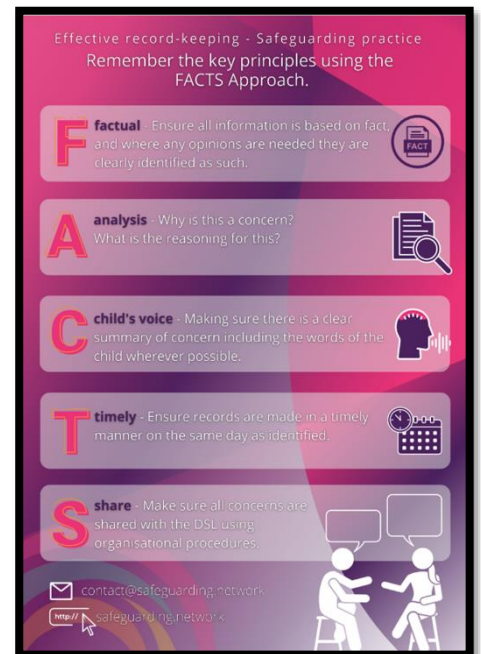 Effective record-keeping - Safeguarding practice
Remember the key principles using the
FACTS Approach.
F
factual - Ensure all information is based on fact,
and where any opinions are needed they are
clearly identified as such.
FACT
A
analysis - Why is this a concern?
What is the reasoning for this?
C
child's voice - Making sure there is a clear
summary of concern including the words of the
child wherever possible.
T
timely - Ensure records are made in a timely
manner on the same day as identified.
S
share - Make sure all concerns are
shared with the DSL using
organisational procedures.
contact@safeguarding.network
http://
safeguarding.network